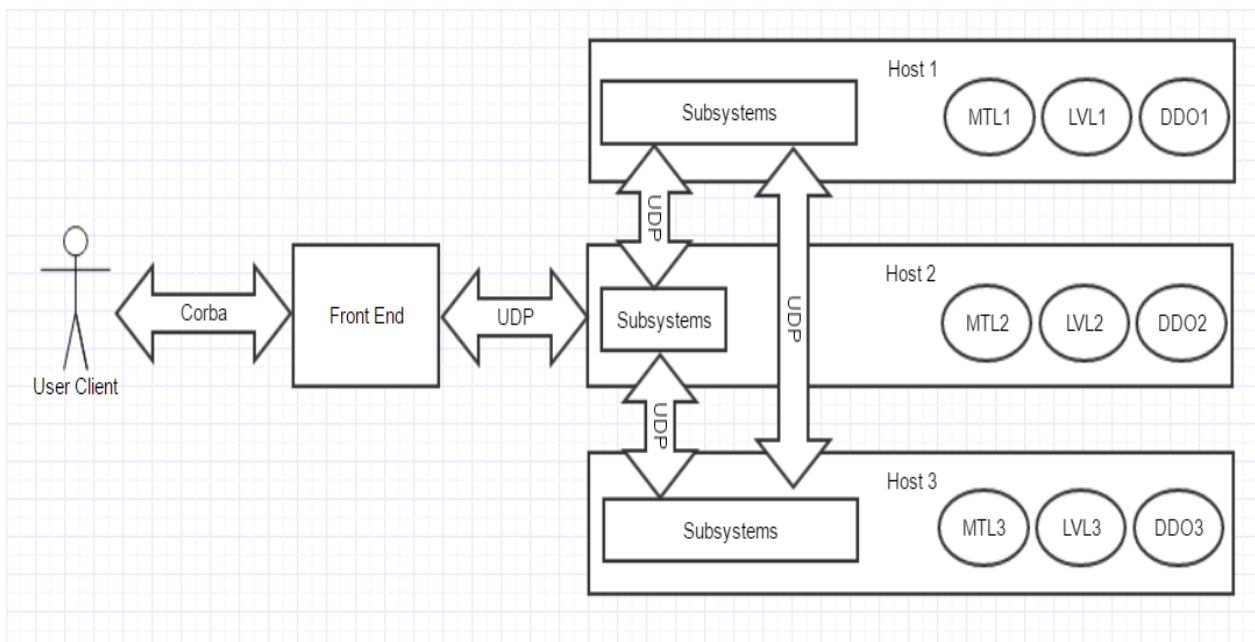 Host 1
Subsystems
MTL1
LVL1
DDO1
UDP
Host 2
Corba
Front End
UDP
Subsystems
UDP
MTL2
LVL2
DDO2
User Client
UDP
Host 3
Subsystems
MTL3
LVL3
DDO3